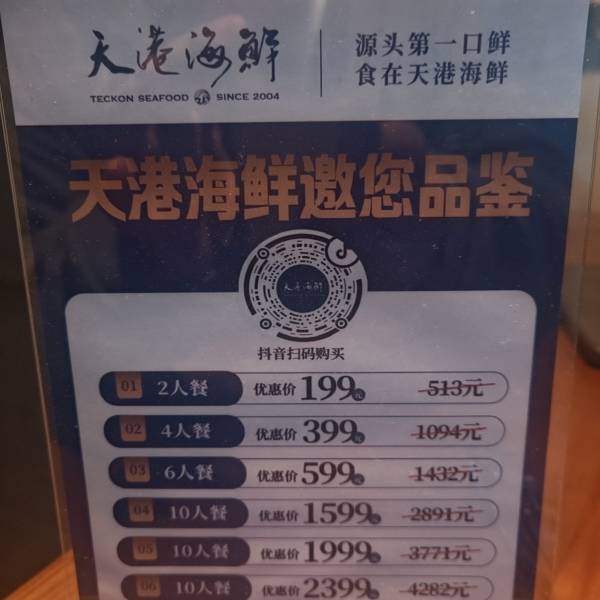 天港海鲜
TECKON SEAFOOD SINCE 2004
源头第一口鲜
食在天港海鲜
天港海鲜邀您品鉴
天港海鲜
抖音扫码购买
01 2人餐 优惠价 199元 513元
02 4人餐 优惠价 399元 1094元
03 6人餐 优惠价 599元 1432元
04 10人餐 优惠价 1599元 2891元
05 10人餐 优惠价 1999元 3771元
06 10人餐 优惠价 2399元 4282元